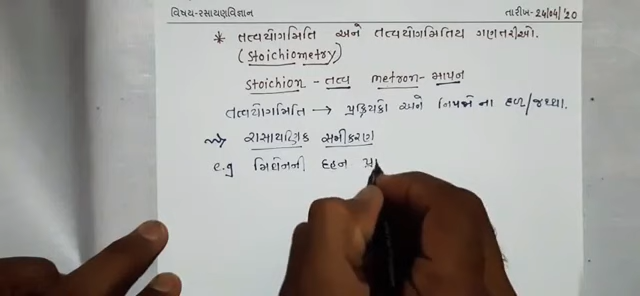 વિષય-રસાયણવિજ્ઞાન તારીખ-24/04/'20
* તત્વયોગમિતિ અને તત્વયોગમિતિય ગણતરીઓ.
(Stoichiometry)
Stoichion - તત્વ metron - માપન
તત્વયોગમિતિ → પ્રક્રિયકો અને નિપજો ના દળ/જથ્થા.
→ રાસાયણિક સમીકરણ
e.g મિથેનની દહન પ્ર